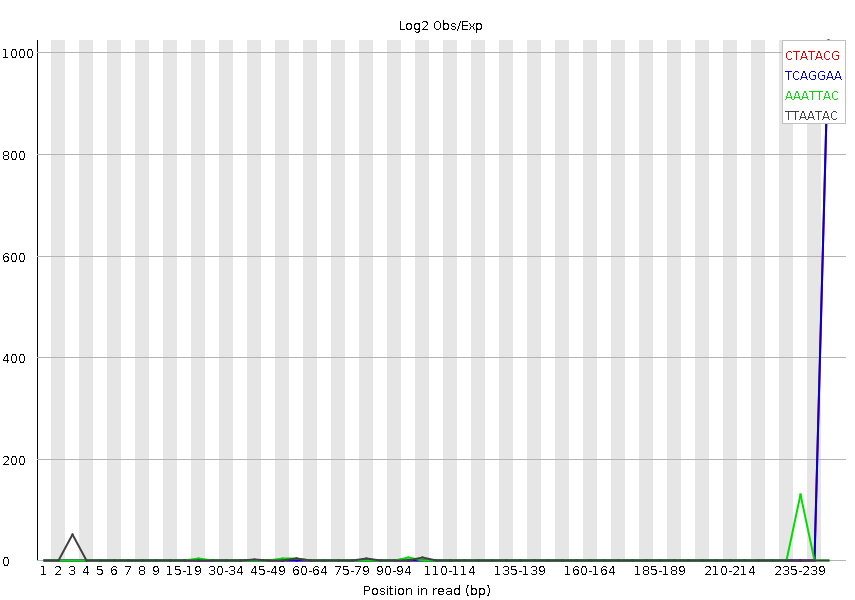 Log2 Obs/Exp
1000
800
600
400
200
0
CTATACG
TCAGGAA
AAATTAC
TTAATAC
1 2 3 4 5 6 7 8 9 15-19 30-34 45-49 60-64 75-79 90-94 110-114 135-139 160-164 185-189 210-214 235-239
Position in read (bp)